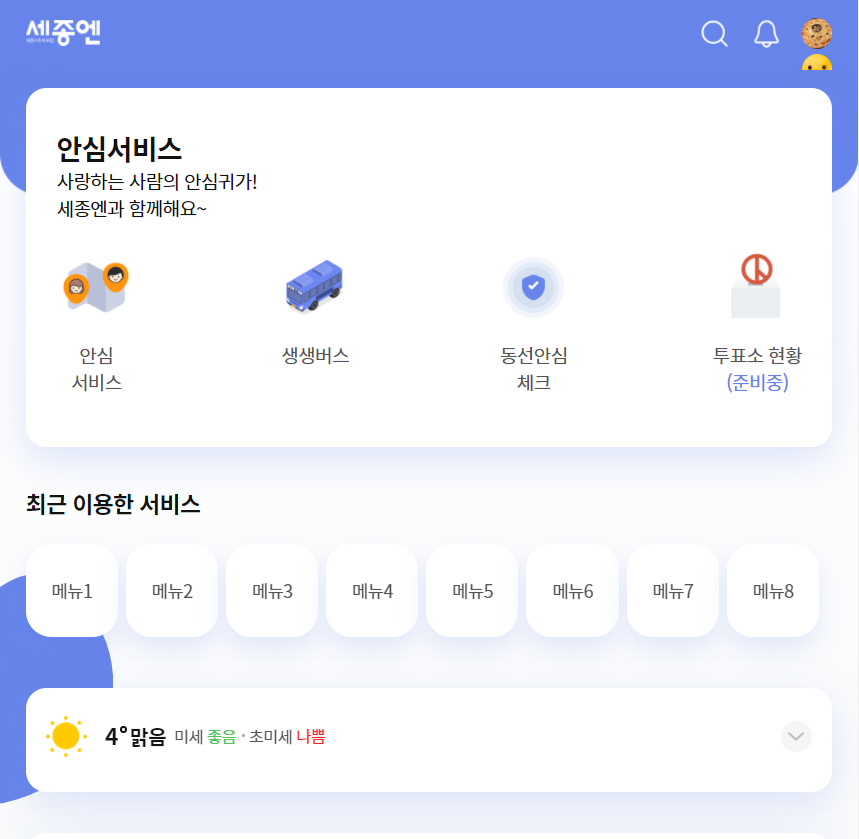 세종엔
안심서비스
사랑하는 사람의 안심귀가!
세종엔과 함께해요~
안심
서비스
생생버스
동선안심
체크
투표소 현황
(준비중)
최근 이용한 서비스
메뉴1
메뉴2
메뉴3
메뉴4
메뉴5
메뉴6
메뉴7
메뉴8
4°맑음 미세 좋음 · 초미세 나쁨